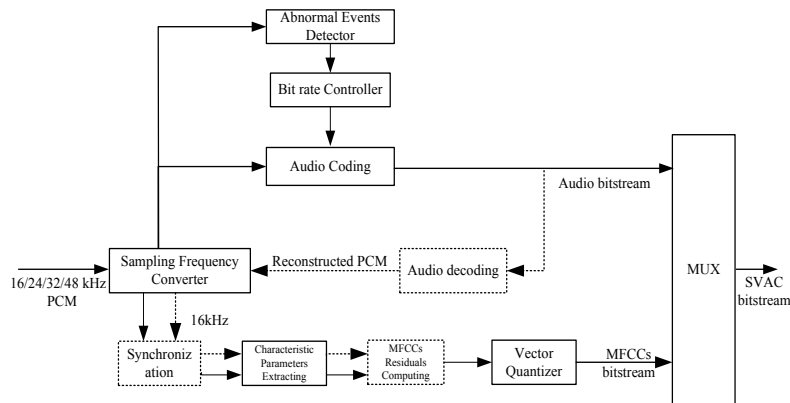 Abnormal Events
Detector
Bit rate Controller
Audio Coding
Audio bitstream
Reconstructed PCM
Audio decoding
Sampling Frequency
Converter
16/24/32/48 kHz
PCM
MUX
SVAC
bitstream
16kHz
Synchroniz
ation
Characteristic
Parameters
Extracting
MFCCs
Residuals
Computing
Vector
Quantizer
MFCCs
bitstream